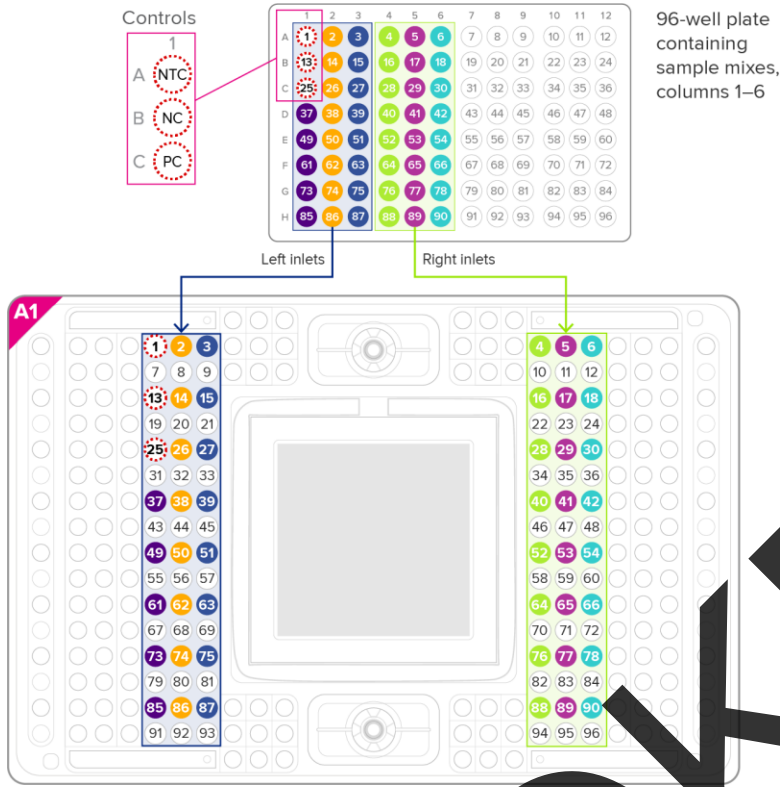 Controls
1
A NTC
B NC
C PC
1 2 3 4 5 6 7 8 9 10 11 12
A 1 2 3 4 5 6 7 8 9 10 11 12
B 13 14 15 16 17 18 19 20 21 22 23 24
C 25 26 27 28 29 30 31 32 33 34 35 36
D 37 38 39 40 41 42 43 44 45 46 47 48
E 49 50 51 52 53 54 55 56 57 58 59 60
F 61 62 63 64 65 66 67 68 69 70 71 72
G 73 74 75 76 77 78 79 80 81 82 83 84
H 85 86 87 88 89 90 91 92 93 94 95 96
96-well plate
containing
sample mixes,
columns 1–6
Left inlets
Right inlets
A1
1 2 3 4 5 6
7 8 9 10 11 12
13 14 15 16 17 18
19 20 21 22 23 24
25 26 27 28 29 30
31 32 33 34 35 36
37 38 39 40 41 42
43 44 45 46 47 48
49 50 51 52 53 54
55 56 57 58 59 60
61 62 63 64 65 66
67 68 69 70 71 72
73 74 75 76 77 78
79 80 81 82 83 84
85 86 87 88 89 90
91 92 93 94 95 96